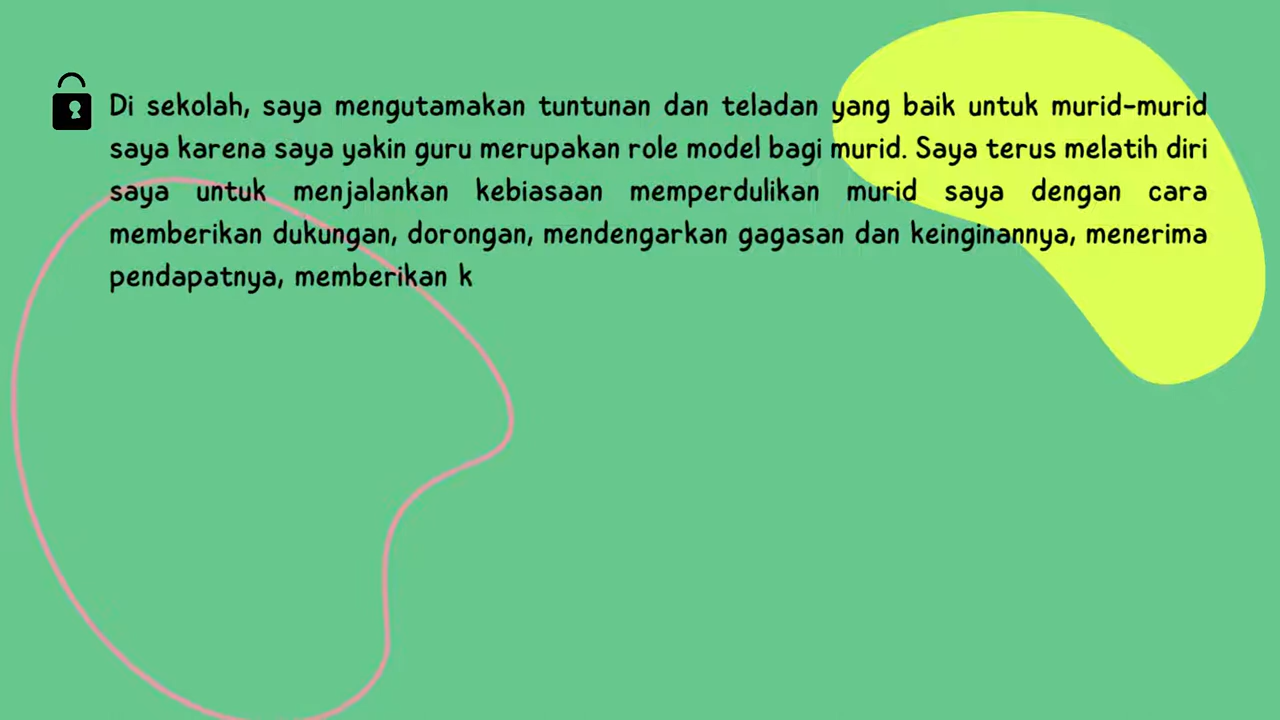 Di sekolah, saya mengutamakan tuntunan dan teladan yang baik untuk murid-murid
saya karena saya yakin guru merupakan role model bagi murid. Saya terus melatih diri
saya untuk menjalankan kebiasaan memperdulikan murid saya dengan cara
memberikan dukungan, dorongan, mendengarkan gagasan dan keinginannya, menerima
pendapatnya, memberikan k